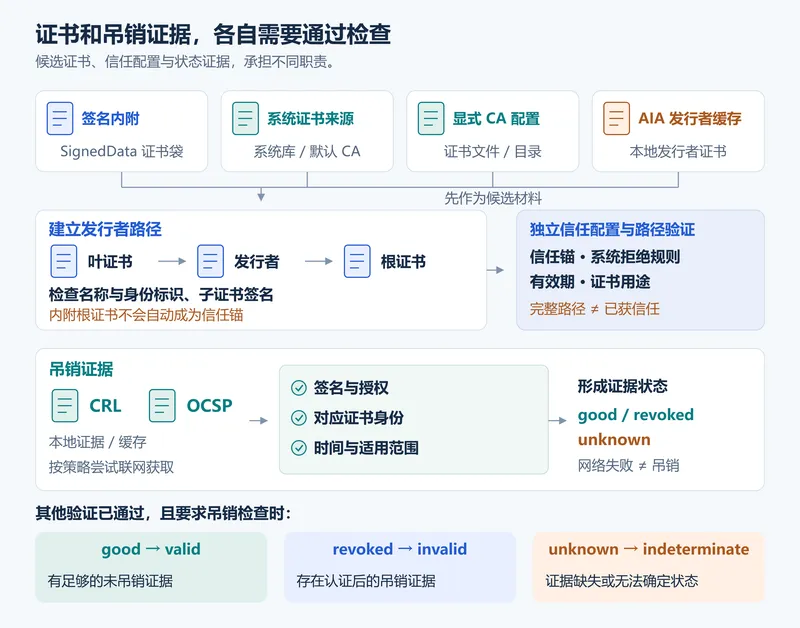 证书和吊销证据，各自需要通过检查
候选证书、信任配置与状态证据，承担不同职责。
签名内附
SignedData 证书袋
系统证书来源
系统库 / 默认 CA
显式 CA 配置
证书文件 / 目录
AIA 发行者缓存
本地发行者证书
先作为候选材料
建立发行者路径
叶证书
发行者
根证书
检查名称与身份标识、子证书签名
内附根证书不会自动成为信任锚
独立信任配置与路径验证
信任锚·系统拒绝规则
有效期·证书用途
完整路径 ≠ 已获信任
吊销证据
CRL
OCSP
本地证据 / 缓存
按策略尝试联网获取
签名与授权
对应证书身份
时间与适用范围
形成证据状态
good / revoked
unknown
网络失败 ≠ 吊销
其他验证已通过，且要求吊销检查时：
good → valid
有足够的未吊销证据
revoked → invalid
存在认证后的吊销证据
unknown → indeterminate
证据缺失或无法确定状态